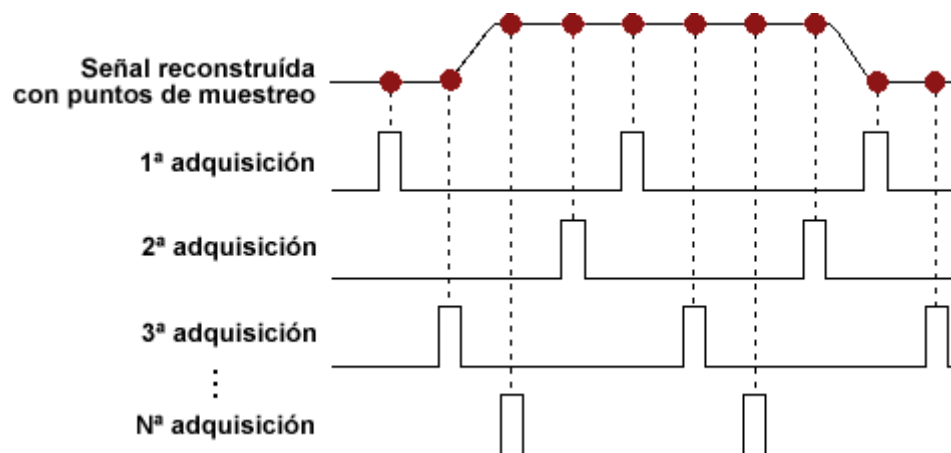 Señal reconstruída
con puntos de muestreo
1ª adquisición
2ª adquisición
3ª adquisición
⋮
Nª adquisición